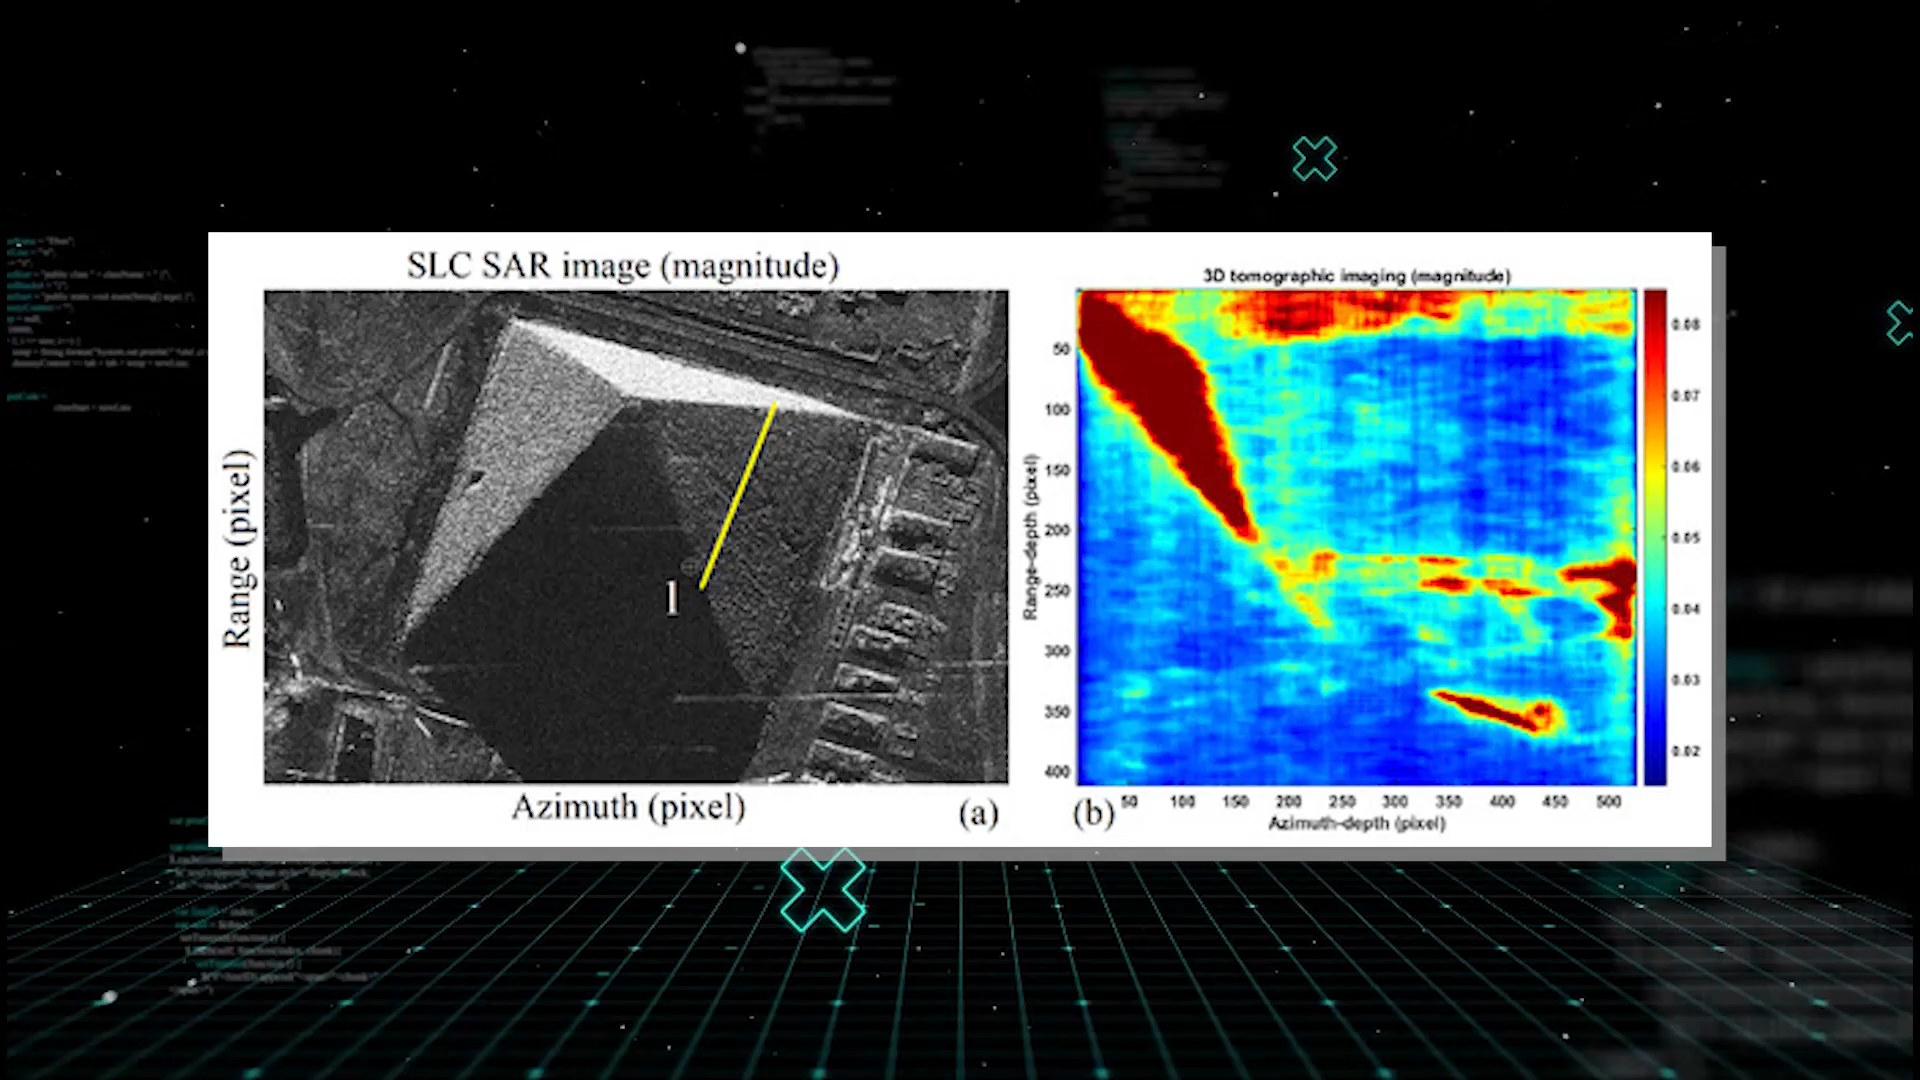 SLC SAR image (magnitude)
Range (pixel)
1
Azimuth (pixel)
(a)
3D tomographic imaging (magnitude)
Range-depth (pixel)
50
100
150
200
250
300
350
400
50 100 150 200 250 300 350 400 450 500
Azimuth-depth (pixel)
(b)
0.08
0.07
0.06
0.05
0.04
0.03
0.02